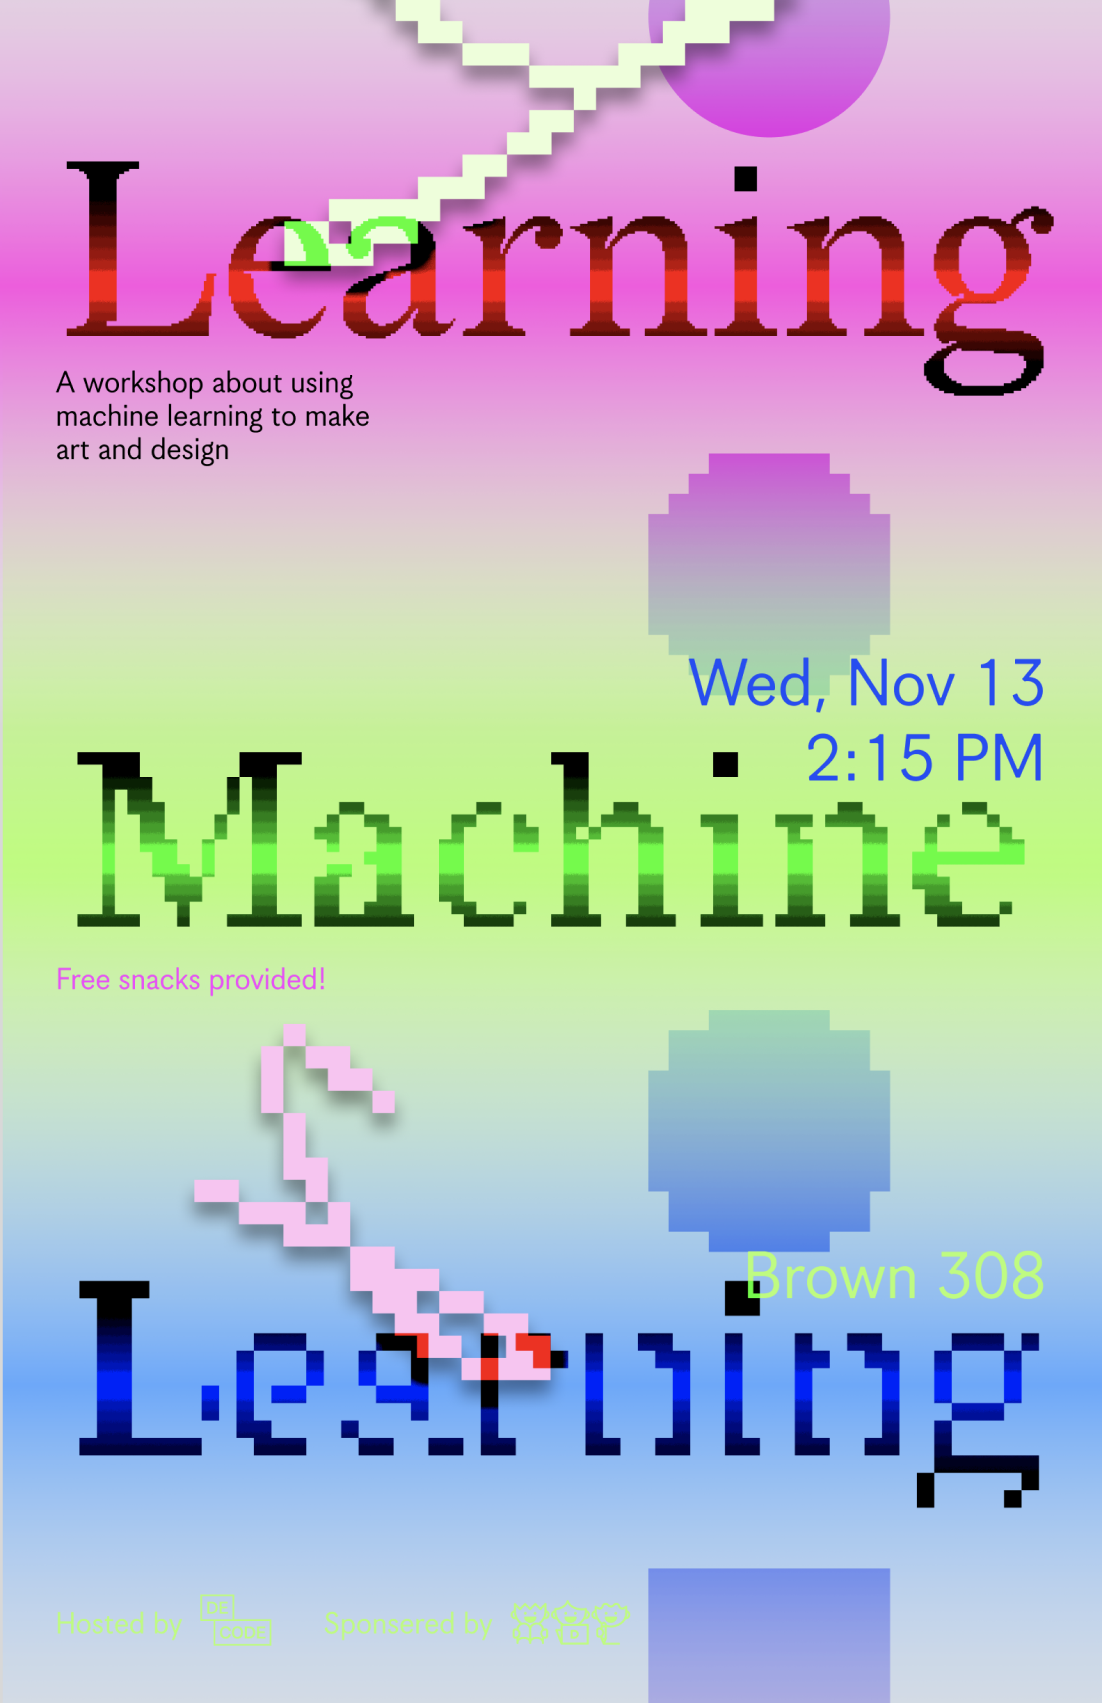 Learning
A workshop about using
machine learning to make
art and design
Wed, Nov 13
2:15 PM
Machine
Free snacks provided!
Brown 308
Learning
Hosted by DE CODE Sponsered by